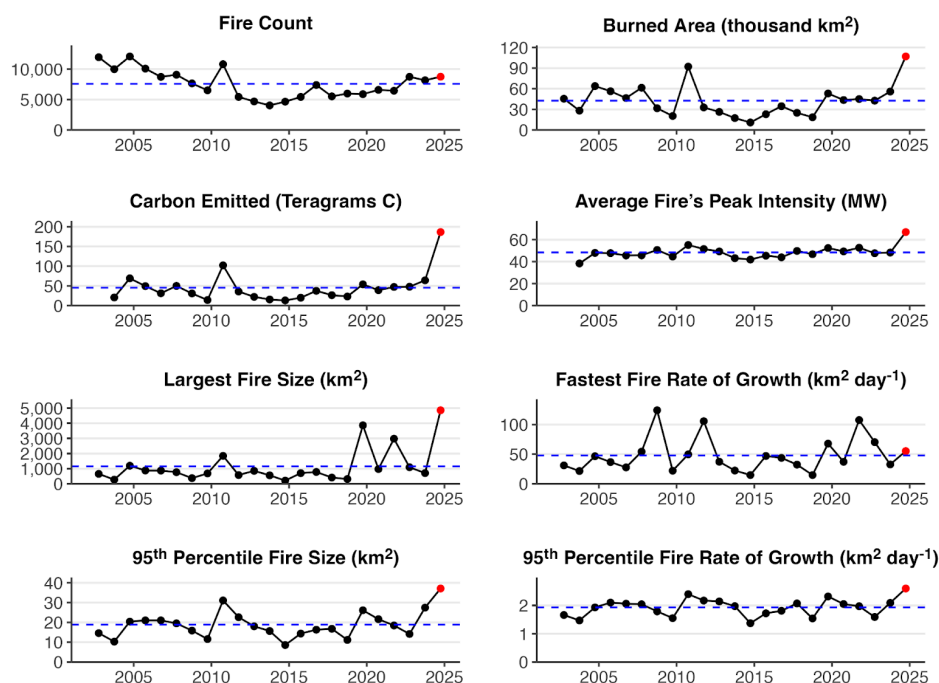 Fire Count
10,000
5,000
0
2005 2010 2015 2020 2025
Burned Area (thousand km²)
120
90
60
30
0
2005 2010 2015 2020 2025
Carbon Emitted (Teragrams C)
200
150
100
50
0
2005 2010 2015 2020 2025
Average Fire's Peak Intensity (MW)
60
40
20
0
2005 2010 2015 2020 2025
Largest Fire Size (km²)
5,000
4,000
3,000
2,000
1,000
0
2005 2010 2015 2020 2025
Fastest Fire Rate of Growth (km² day⁻¹)
100
50
0
2005 2010 2015 2020 2025
95ᵗʰ Percentile Fire Size (km²)
40
30
20
10
0
2005 2010 2015 2020 2025
95ᵗʰ Percentile Fire Rate of Growth (km² day⁻¹)
2
1
0
2005 2010 2015 2020 2025